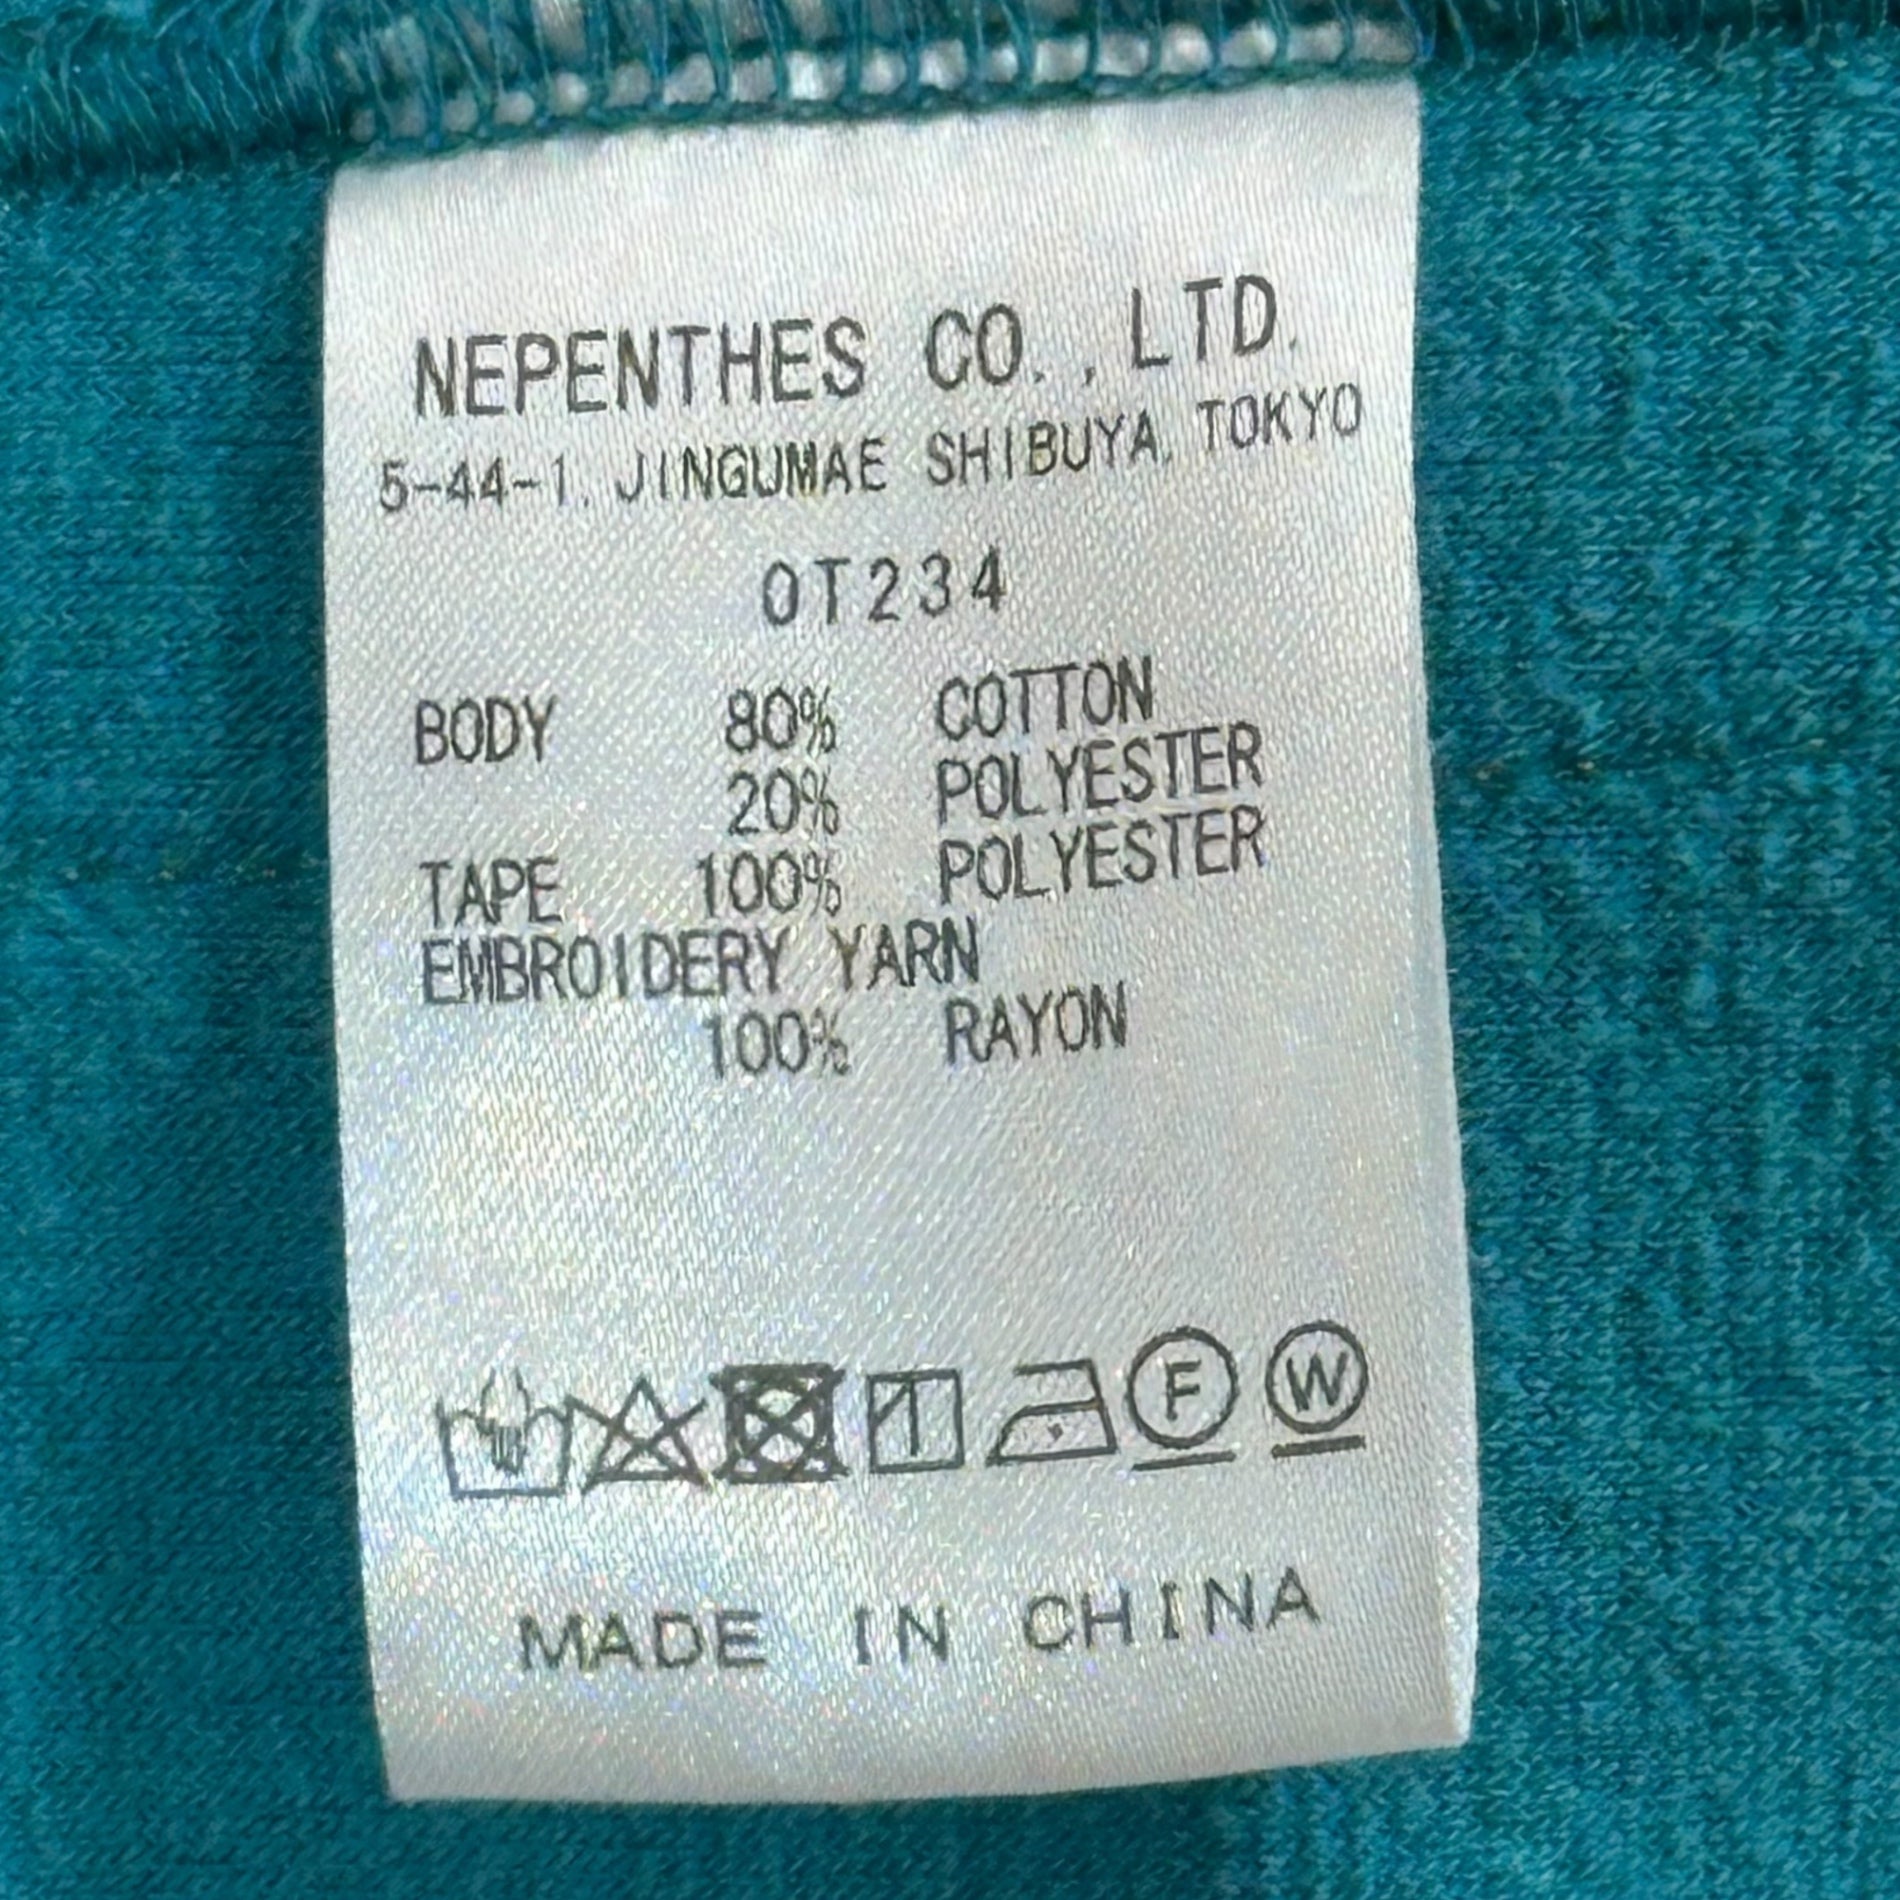 NEPENTHES CO., LTD.
5-44-1, JINGUMAE SHIBUYA, TOKYO
OT234
BODY 80% COTTON
20% POLYESTER
TAPE 100% POLYESTER
EMBROIDERY YARN
100% RAYON
F W
MADE IN CHINA